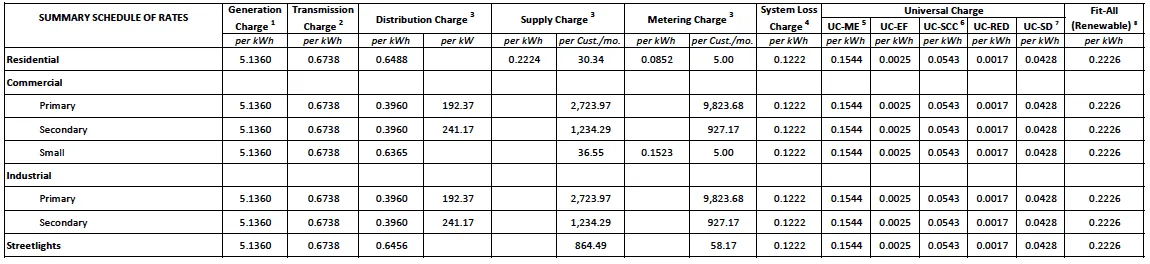 SUMMARY SCHEDULE OF RATES Generation Charge 1 Transmission Charge 2 Distribution Charge 3 Supply Charge 3 Metering Charge 3 System Loss Charge 4 Universal Charge Fit-All (Renewable) 8
UC-ME 5 UC-EF UC-SCC 6 UC-RED UC-SD 7
per kWh per kWh per kWh per kW per kWh per Cust./mo. per kWh per Cust./mo. per kWh per kWh per kWh per kWh per kWh per kWh per kWh
Residential 5.1360 0.6738 0.6488 0.2224 30.34 0.0852 5.00 0.1222 0.1544 0.0025 0.0543 0.0017 0.0428 0.2226
Commercial
Primary 5.1360 0.6738 0.3960 192.37 2,723.97 9,823.68 0.1222 0.1544 0.0025 0.0543 0.0017 0.0428 0.2226
Secondary 5.1360 0.6738 0.3960 241.17 1,234.29 927.17 0.1222 0.1544 0.0025 0.0543 0.0017 0.0428 0.2226
Small 5.1360 0.6738 0.6365 36.55 0.1523 5.00 0.1222 0.1544 0.0025 0.0543 0.0017 0.0428 0.2226
Industrial
Primary 5.1360 0.6738 0.3960 192.37 2,723.97 9,823.68 0.1222 0.1544 0.0025 0.0543 0.0017 0.0428 0.2226
Secondary 5.1360 0.6738 0.3960 241.17 1,234.29 927.17 0.1222 0.1544 0.0025 0.0543 0.0017 0.0428 0.2226
Streetlights 5.1360 0.6738 0.6456 864.49 58.17 0.1222 0.1544 0.0025 0.0543 0.0017 0.0428 0.2226